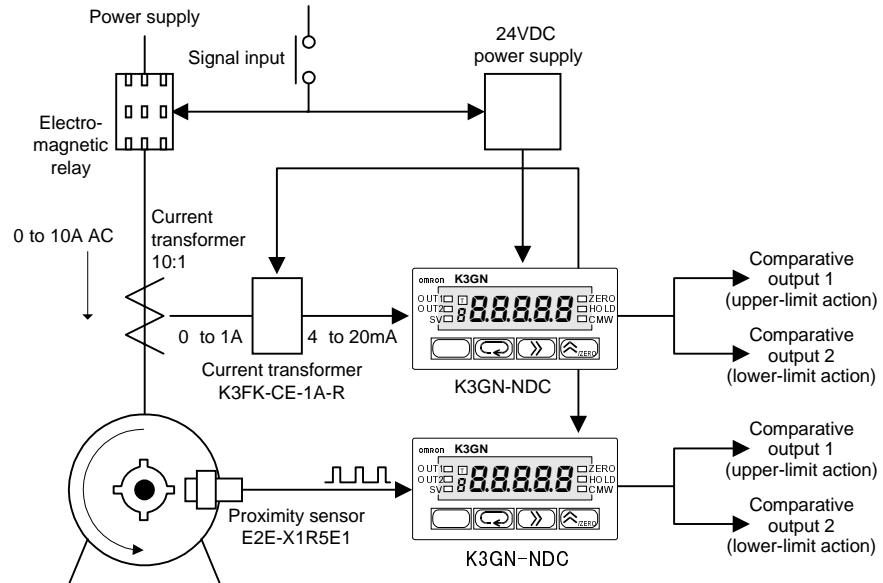 Power supply
Signal input
24VDC
power supply
Electro-
magnetic
relay
0 to 10A AC
Current
transformer
10:1
0 to 1A
4 to 20mA
Current transformer
K3FK-CE-1A-R
OMRON K3GN
OUT1
OUT2
SV
T
8
8.8.8.8.8
ZERO
HOLD
CMW
/ZERO
K3GN-NDC
Comparative
output 1
(upper-limit action)
Comparative
output 2
(lower-limit action)
Proximity sensor
E2E-X1R5E1
OMRON K3GN
OUT1
OUT2
SV
T
8
8.8.8.8.8
ZERO
HOLD
CMW
/ZERO
K3GN-NDC
Comparative
output 1
(upper-limit action)
Comparative
output 2
(lower-limit action)